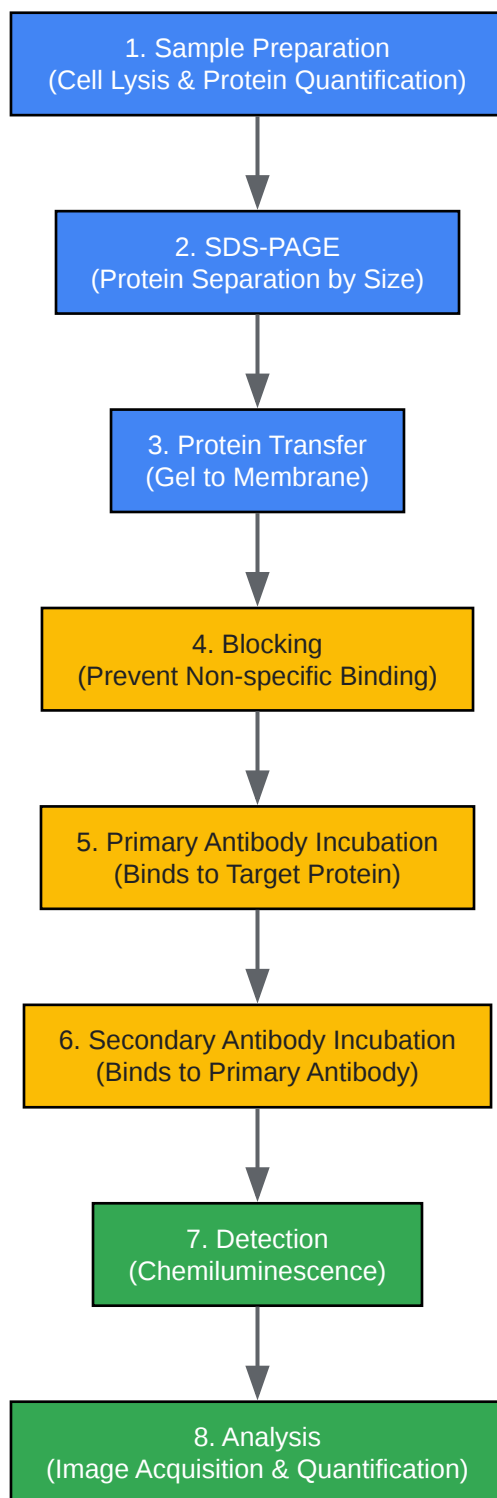 1. Sample Preparation
(Cell Lysis & Protein Quantification)
2. SDS-PAGE
(Protein Separation by Size)
3. Protein Transfer
(Gel to Membrane)
4. Blocking
(Prevent Non-specific Binding)
5. Primary Antibody Incubation
(Binds to Target Protein)
6. Secondary Antibody Incubation
(Binds to Primary Antibody)
7. Detection
(Chemiluminescence)
8. Analysis
(Image Acquisition & Quantification)